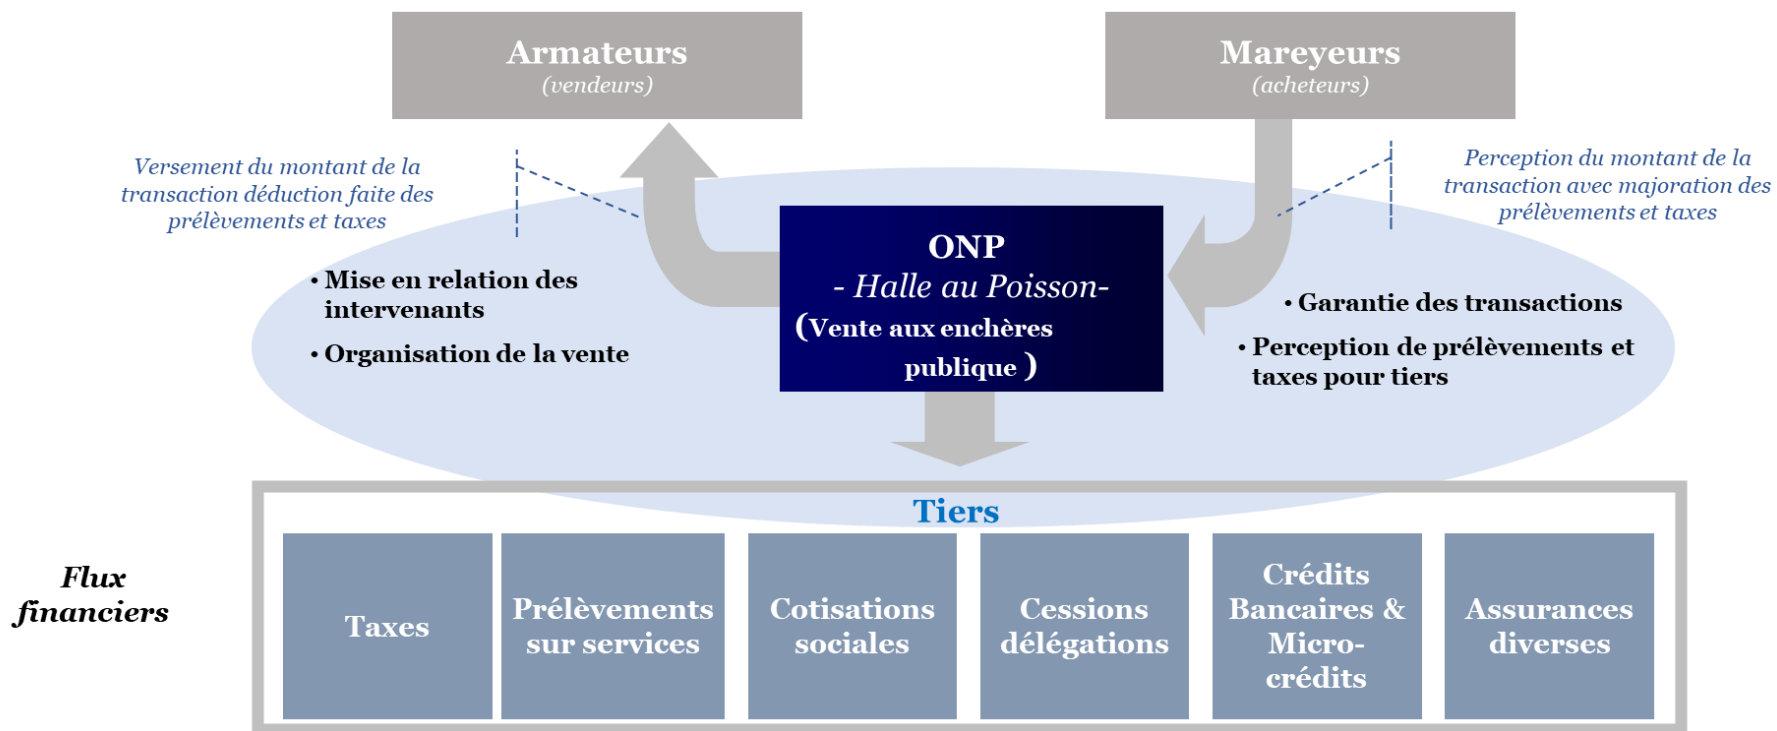 Armateurs
(vendeurs)
Mareyeurs
(acheteurs)
Versement du montant de la
transaction déduction faite des
prélèvements et taxes
Perception du montant de la
transaction avec majoration des
prélèvements et taxes
ONP
- Halle au Poisson-
(Vente aux enchères
publique )
• Mise en relation des
intervenants
• Organisation de la vente
• Garantie des transactions
• Perception de prélèvements et
taxes pour tiers
Tiers
Flux
financiers
Taxes
Prélèvements
sur services
Cotisations
sociales
Cessions
délégations
Crédits
Bancaires &
Micro-
crédits
Assurances
diverses